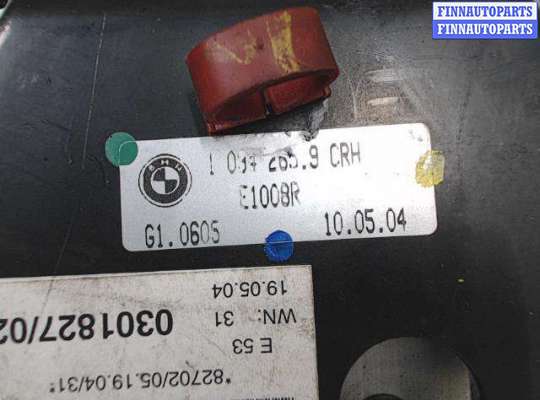 FINNAUTOPARTS
FINNAUTOPARTS
BMW
1 094 265.9 CRH
E1008R
G1.0605 10.05.04
19.05.04
0301827/02
WN: 31
E 53
*82702/05.19.04/31*